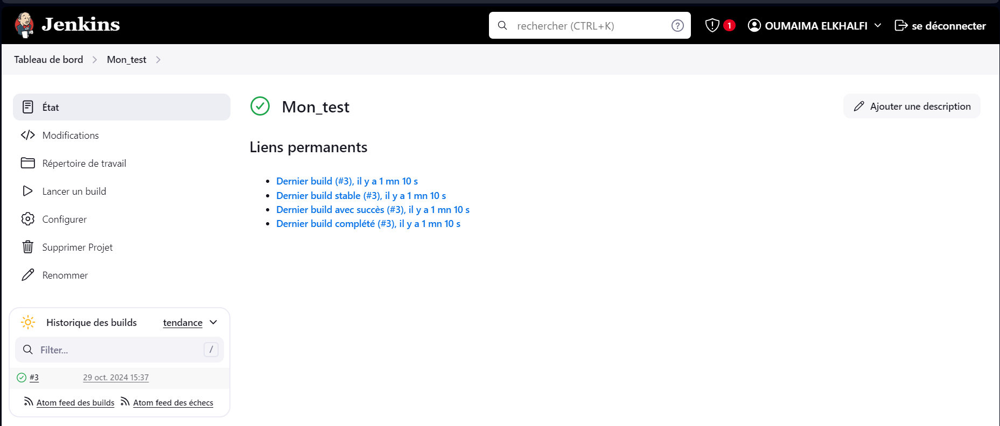 Jenkins
rechercher (CTRL+K)
?
1
OUMAIMA ELKHALFI
se déconnecter
Tableau de bord
Mon_test
État
Modifications
Répertoire de travail
Lancer un build
Configurer
Supprimer Projet
Renommer
Historique des builds
tendance
Filter...
/
#3
29 oct. 2024 15:37
Atom feed des builds
Atom feed des échecs
Mon_test
Ajouter une description
Liens permanents
Dernier build (#3), il y a 1 mn 10 s
Dernier build stable (#3), il y a 1 mn 10 s
Dernier build avec succès (#3), il y a 1 mn 10 s
Dernier build complété (#3), il y a 1 mn 10 s